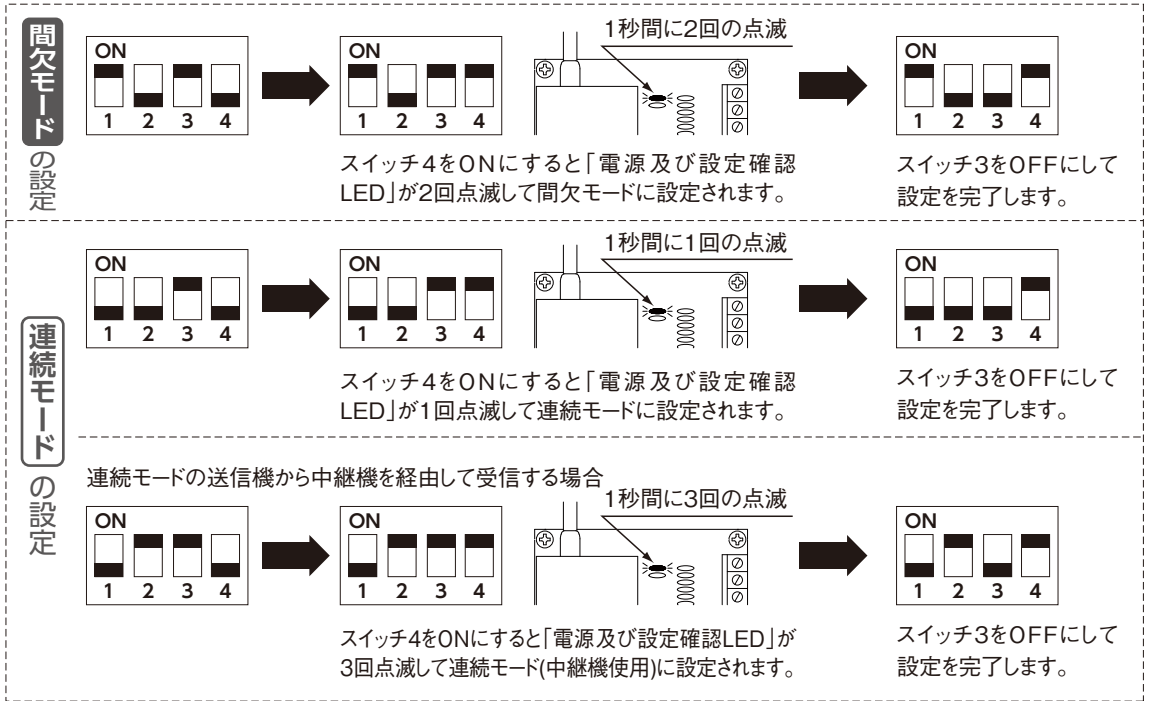 間欠モードの設定
ON
1 2 3 4
ON
1 2 3 4
1秒間に2回の点滅
スイッチ4をONにすると「電源及び設定確認
LED」が2回点滅して間欠モードに設定されます。
ON
1 2 3 4
スイッチ3をOFFにして
設定を完了します。
連続モードの設定
ON
1 2 3 4
ON
1 2 3 4
1秒間に1回の点滅
スイッチ4をONにすると「電源及び設定確認
LED」が1回点滅して連続モードに設定されます。
ON
1 2 3 4
スイッチ3をOFFにして
設定を完了します。
連続モードの送信機から中継機を経由して受信する場合
ON
1 2 3 4
ON
1 2 3 4
1秒間に3回の点滅
スイッチ4をONにすると「電源及び設定確認LED」が
3回点滅して連続モード(中継機使用)に設定されます。
ON
1 2 3 4
スイッチ3をOFFにして
設定を完了します。